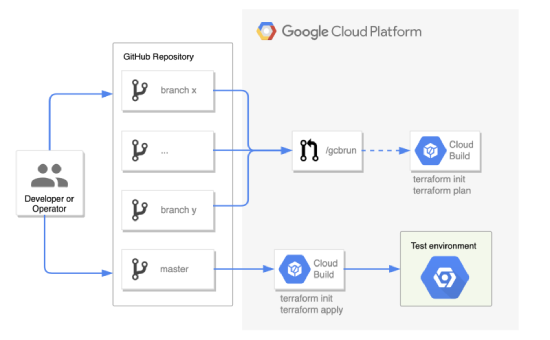 Google Cloud Platform
GitHub Repository
branch x
...
/gcbrun
Cloud
Build
terraform init
terraform plan
Developer or
Operator
branch y
master
Cloud
Build
terraform init
terraform apply
Test environment